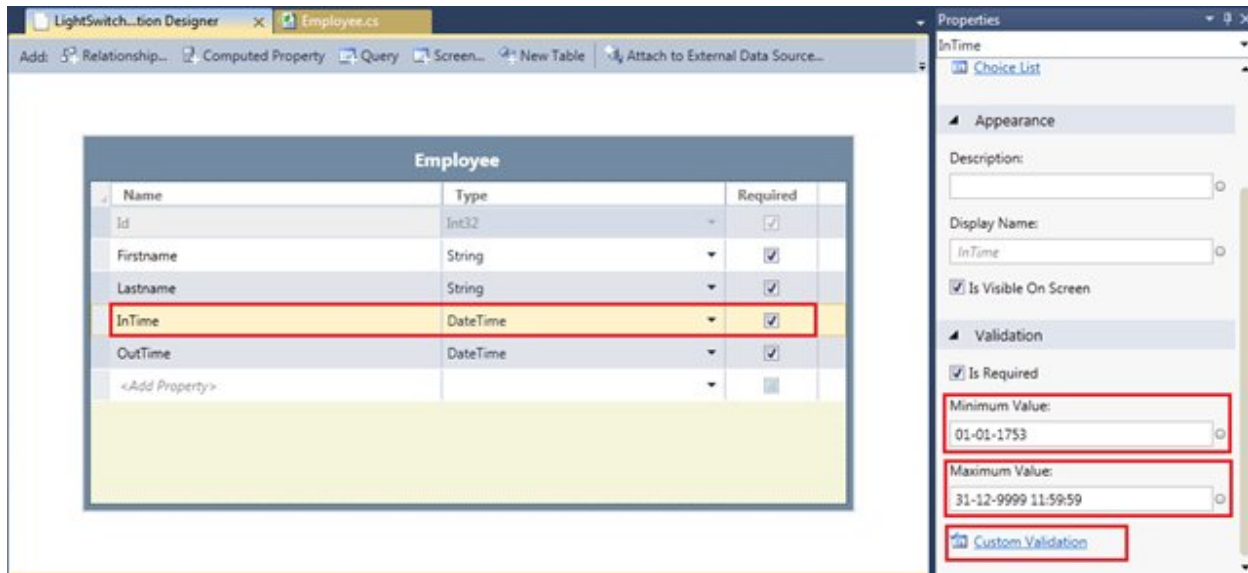 LightSwitch...tion Designer Employee.cs
Add: Relationship... Computed Property Query Screen... New Table Attach to External Data Source...
Employee
Name Type Required
Id Int32
Firstname String
Lastname String
InTime DateTime
OutTime DateTime
<Add Property>
Properties
InTime
Choice List
Appearance
Description:
Display Name:
InTime
Is Visible On Screen
Validation
Is Required
Minimum Value:
01-01-1753
Maximum Value:
31-12-9999 11:59:59
Custom Validation